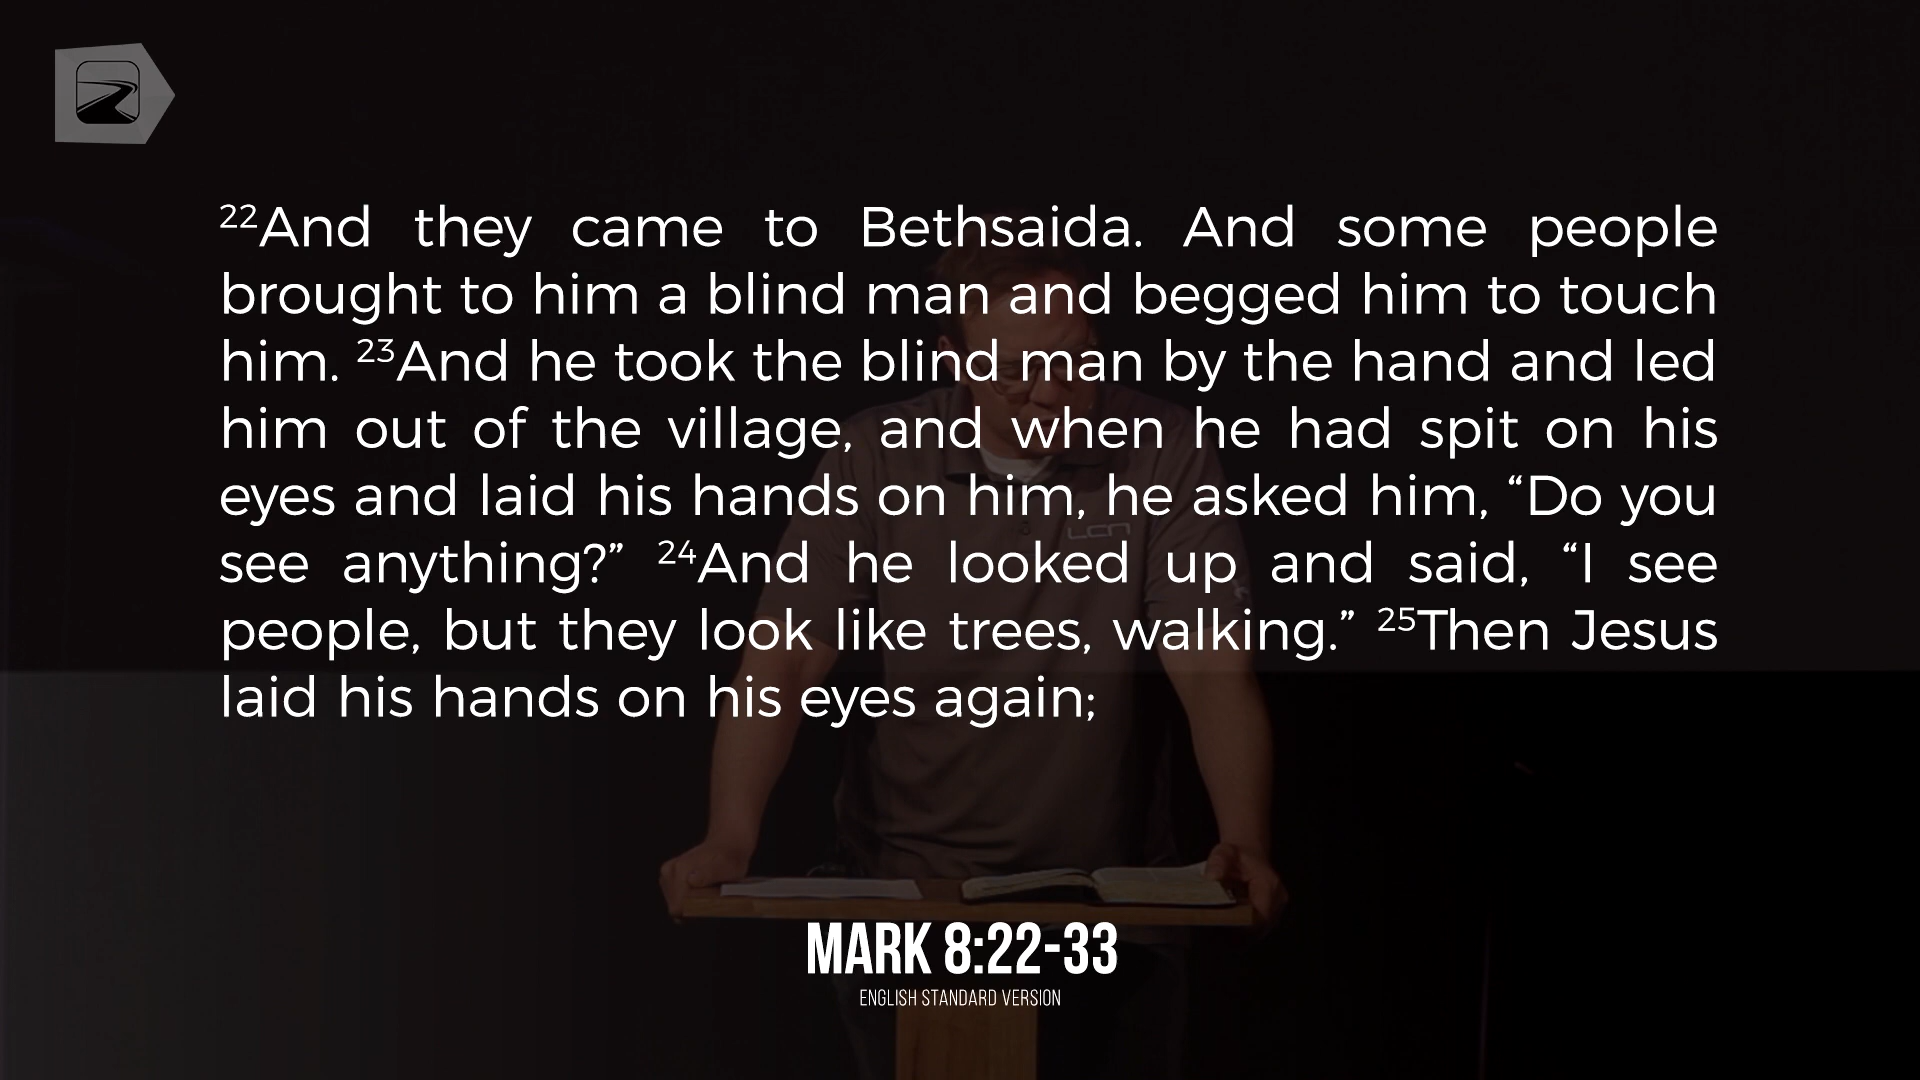 ²²And they came to Bethsaida. And some people
brought to him a blind man and begged him to touch
him. ²³And he took the blind man by the hand and led
him out of the village, and when he had spit on his
eyes and laid his hands on him, he asked him, “Do you
see anything?” ²⁴And he looked up and said, “I see
people, but they look like trees, walking.” ²⁵Then Jesus
laid his hands on his eyes again;
LCN
MARK 8:22-33
ENGLISH STANDARD VERSION